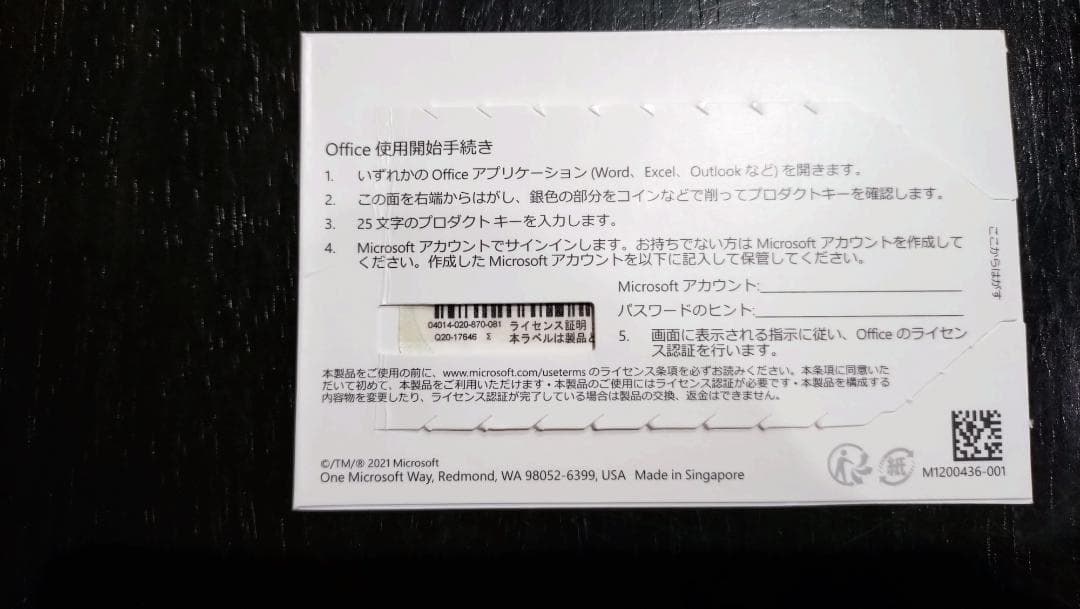 Office 使用開始手続き
1. いずれかの Office アプリケーション (Word、Excel、Outlook など) を開きます。
2. この面を右端からはがし、銀色の部分をコインなどで削ってプロダクトキーを確認します。
3. 25 文字のプロダクト キーを入力します。
4. Microsoft アカウントでサインインします。お持ちでない方は Microsoft アカウントを作成して
ください。作成した Microsoft アカウントを以下に記入して保管してください。
ここからはがす
Microsoft アカウント:
パスワードのヒント:
04014-020-870-081 ライセンス証明
Q20-17646 Σ 本ラベルは製品と
5. 画面に表示される指示に従い、Office のライセン
ス認証を行います。
本製品をご使用の前に、www.microsoft.com/useterms のライセンス条項を必ずお読みください。本条項に同意いた
だいて初めて、本製品をご利用いただけます・本製品のご使用にはライセンス認証が必要です・本製品を構成する
内容物を変更したり、ライセンス認証が完了している場合は製品の交換、返金はできません。
©/TM/® 2021 Microsoft
One Microsoft Way, Redmond, WA 98052-6399, USA Made in Singapore
紙
M1200436-001